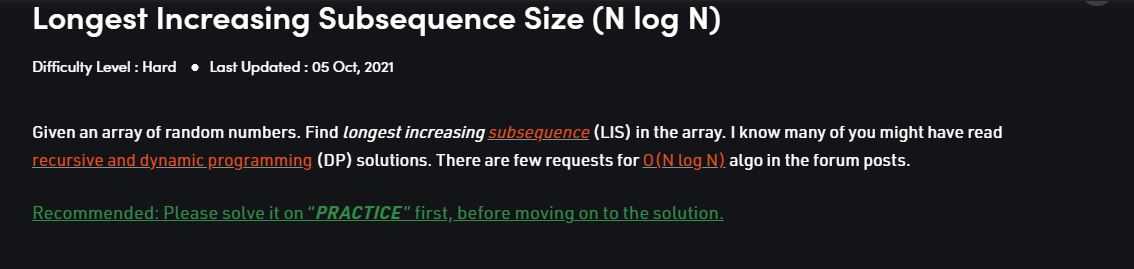 Longest Increasing Subsequence Size (N log N)
Difficulty Level : Hard ● Last Updated : 05 Oct, 2021
Given an array of random numbers. Find longest increasing subsequence (LIS) in the array. I know many of you might have read
recursive and dynamic programming (DP) solutions. There are few requests for O(N log N) algo in the forum posts.
Recommended: Please solve it on “PRACTICE” first, before moving on to the solution.